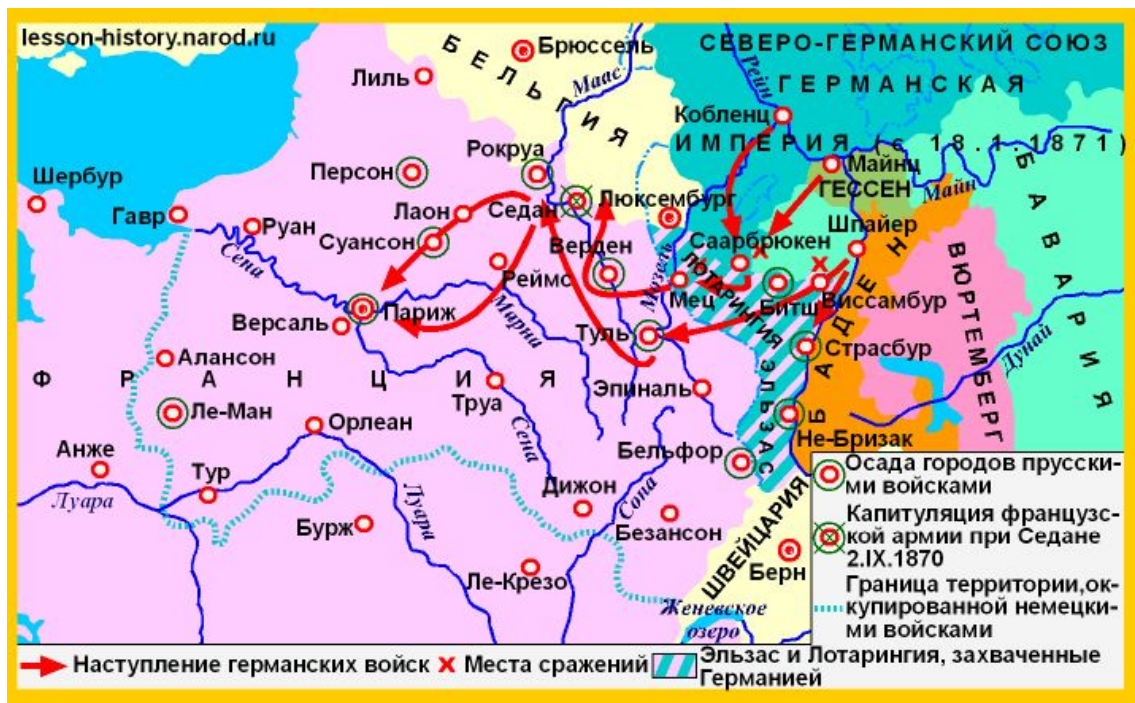 lesson-history.narod.ru
БЕЛЬГИЯ
Брюссель
СЕВЕРО-ГЕРМАНСКИЙ СОЮЗ
Лиль
Маас
Рейн
ГЕРМАНСКАЯ
Кобленц
ИМПЕРИЯ (с 18.1.1871)
Рокруа
Персон
Майнц
ГЕССЕН
Майн
БАВАРИЯ
Шербур
Гавр
Лаон
Седан
Люксембург
Руан
Суансон
Верден
Саарбрюкен
Шпайер
Сена
Реймс
Мозель
Мец
ЛОТАРИНГИЯ
Битш
Виссамбур
Париж
Марна
Версаль
Туль
Страсбур
БАДЕН
ВЮРТЕМБЕРГ
Дунай
Алансон
ФРАНЦИЯ
Труа
Эпиналь
ЭЛЬЗАС
Ле-Ман
Орлеан
Сена
Не-Бризак
Анже
Бельфор
Тур
Луара
Луара
Дижон
Сопа
Бурж
Безансон
ШВЕЙЦАРИЯ
Берн
Ле-Крезо
Женевское
озеро
Осада городов прусски-
ми войсками
Капитуляция французс-
кой армии при Седане
2.IX.1870
Граница территории,ок-
купированной немецки-
ми войсками
Наступление германских войск
Места сражений
Эльзас и Лотарингия, захваченные
Германией